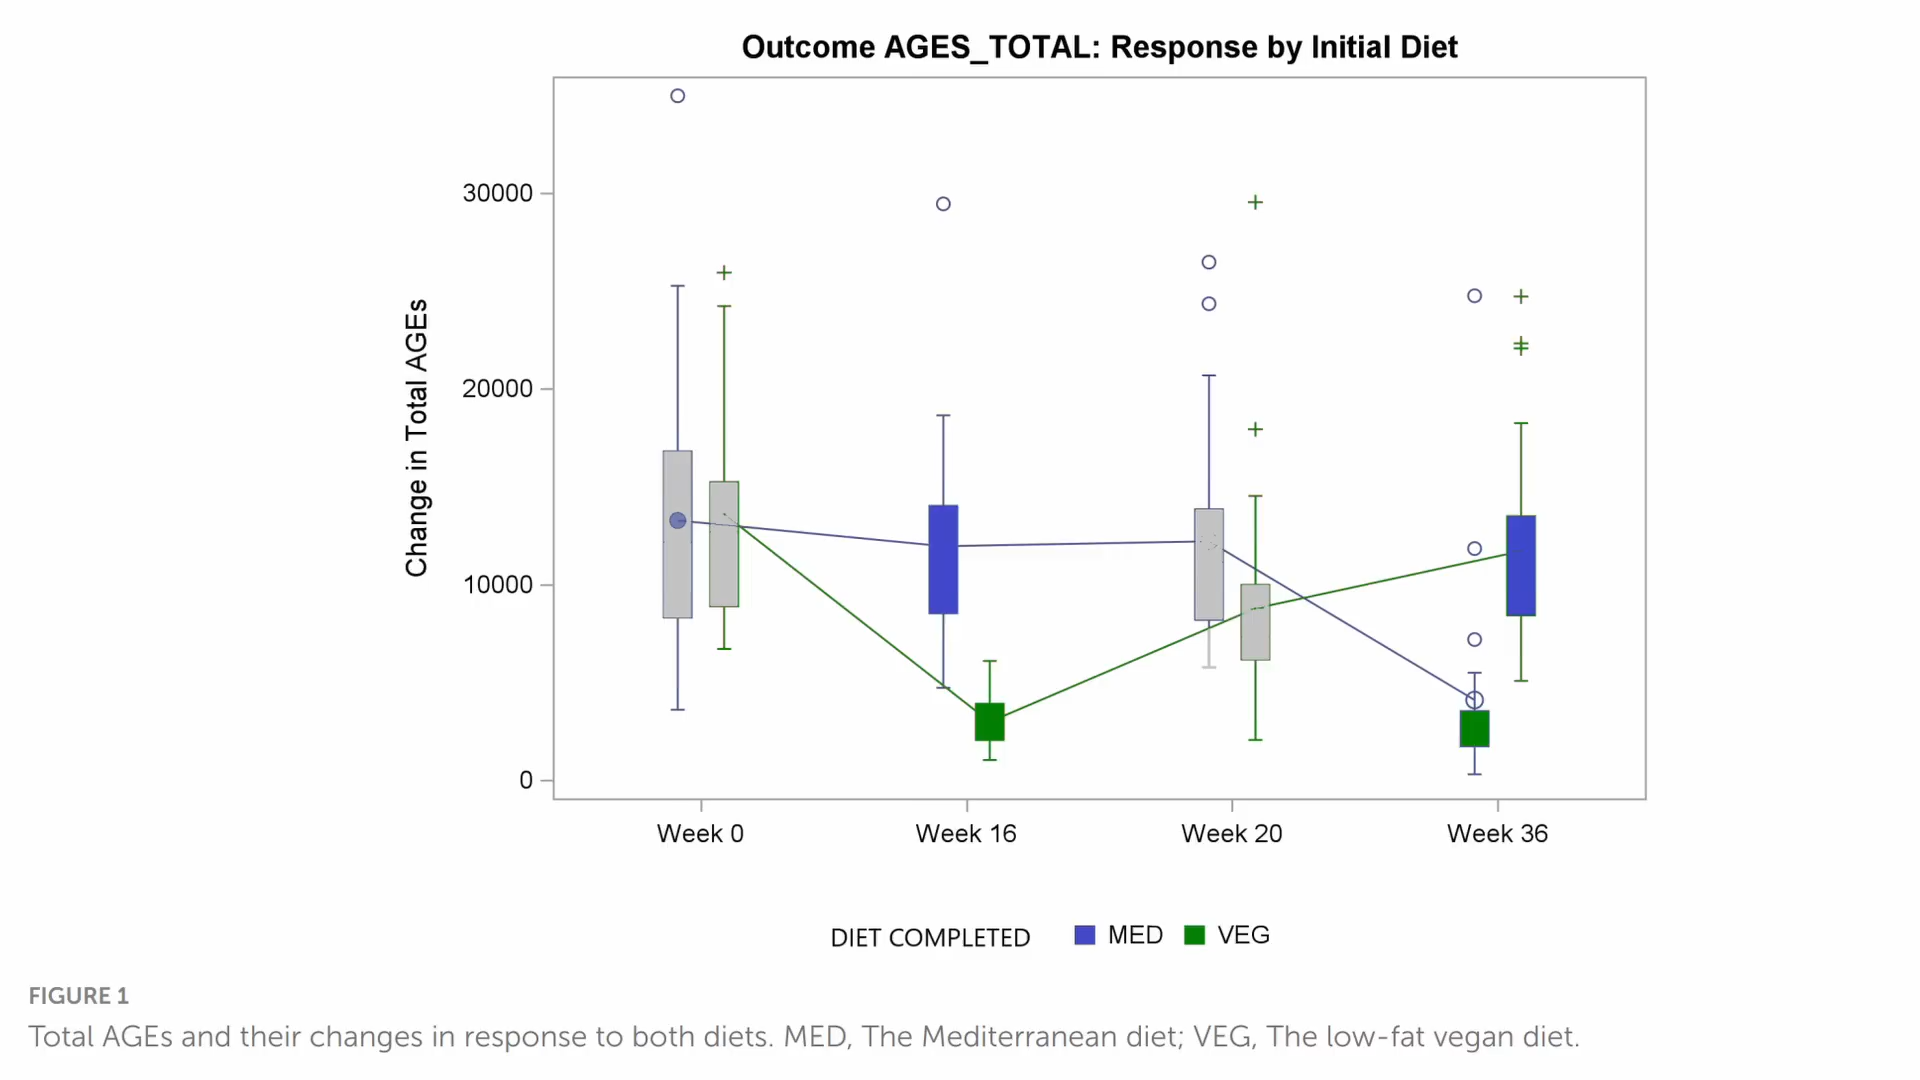 Outcome AGES_TOTAL: Response by Initial Diet
Change in Total AGEs
30000
20000
10000
0
Week 0 Week 16 Week 20 Week 36
DIET COMPLETED MED VEG
FIGURE 1
Total AGEs and their changes in response to both diets. MED, The Mediterranean diet; VEG, The low-fat vegan diet.